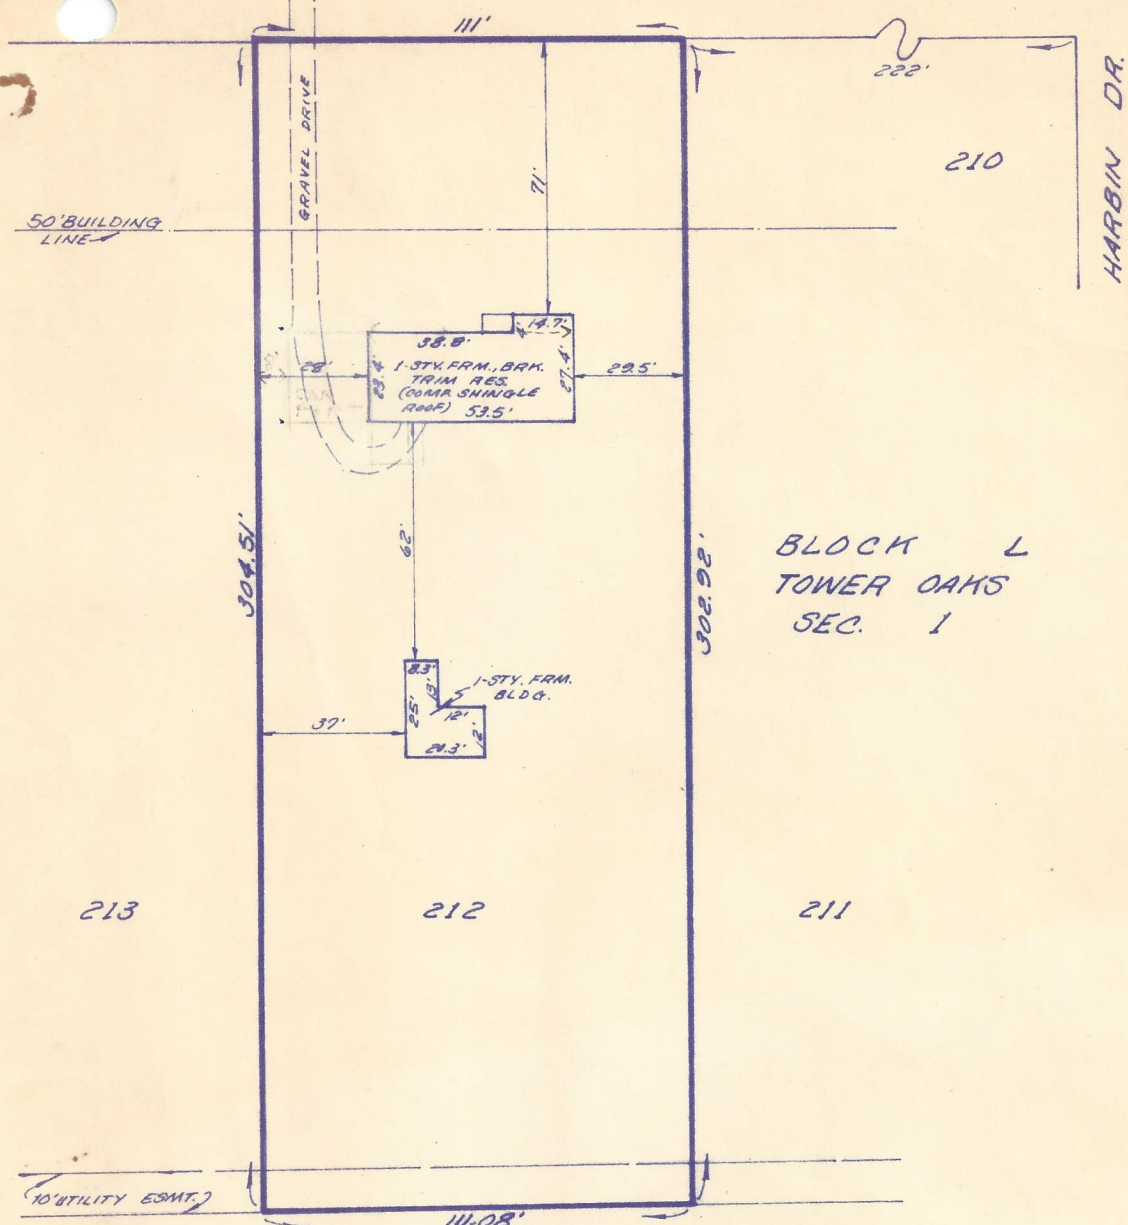 111'
222'
HARBIN DR.
GRAVEL DRIVE
210
71'
50' BUILDING
LINE
14.7'
4'
38.8'
28'
23.4'
1-STY. FRM., BRK.
TRIM RES.
(COMP. SHINGLE
ROOF) 53.5'
27.4'
29.5'
304.51'
62'
302.92'
BLOCK L
TOWER OAKS
SEC. 1
8.3'
13'
25'
12'
12'
20.3'
1-STY. FRM.
BLDG.
37'
213
212
211
10' UTILITY ESMT.
111.08'